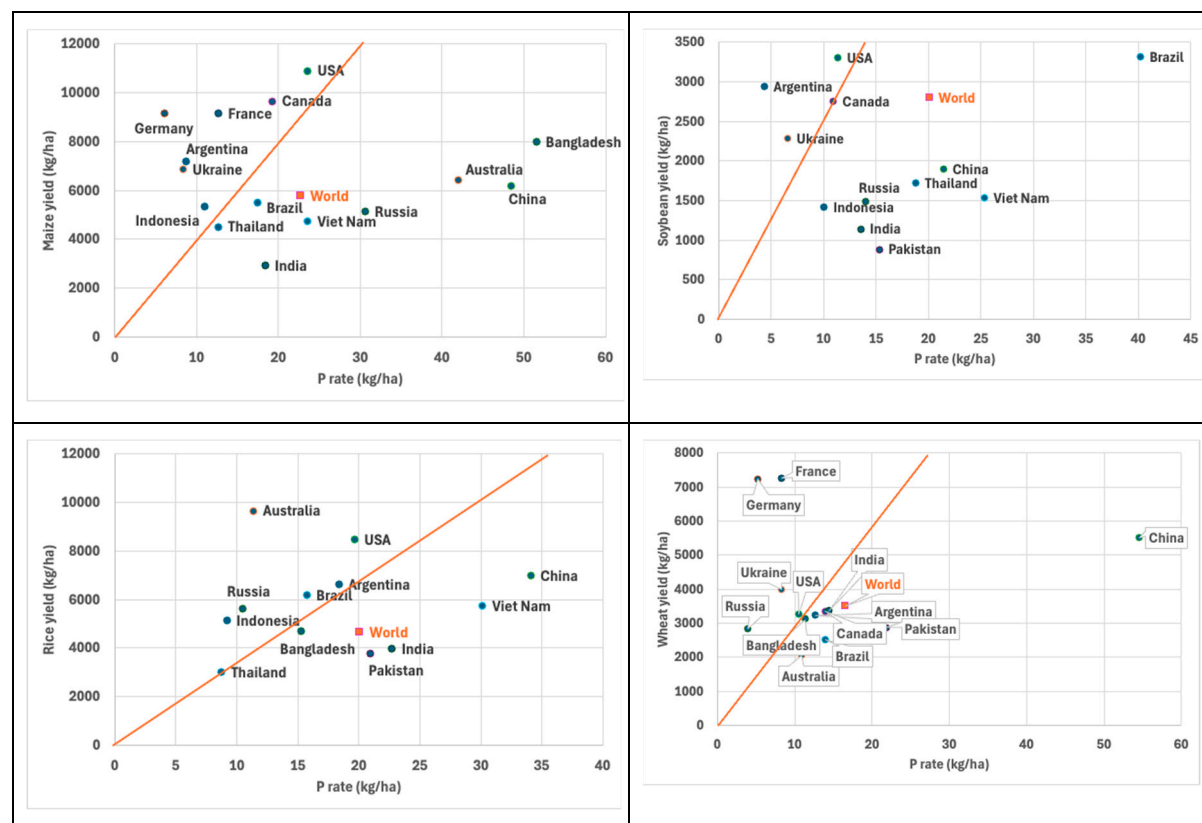 12000
10000
8000
6000
4000
2000
0
Maize yield (kg/ha)
USA
Canada
France
Germany
Argentina
Ukraine
Bangladesh
Australia
China
World
Brazil
Russia
Indonesia
Viet Nam
Thailand
India
0 10 20 30 40 50 60
P rate (kg/ha)
3500
3000
2500
2000
1500
1000
500
0
Soybean yield (kg/ha)
USA
Brazil
Argentina
Canada
World
Ukraine
China
Thailand
Russia
Viet Nam
Indonesia
India
Pakistan
0 5 10 15 20 25 30 35 40 45
P rate (kg/ha)
12000
10000
8000
6000
4000
2000
0
Rice yield (kg/ha)
Australia
USA
China
Argentina
Russia
Brazil
Viet Nam
Indonesia
World
Bangladesh
India
Pakistan
Thailand
0 5 10 15 20 25 30 35 40
P rate (kg/ha)
8000
7000
6000
5000
4000
3000
2000
1000
0
Wheat yield (kg/ha)
France
Germany
China
India
Ukraine
USA
World
Russia
Argentina
Pakistan
Canada
Bangladesh
Brazil
Australia
0 10 20 30 40 50 60
P rate (kg/ha)